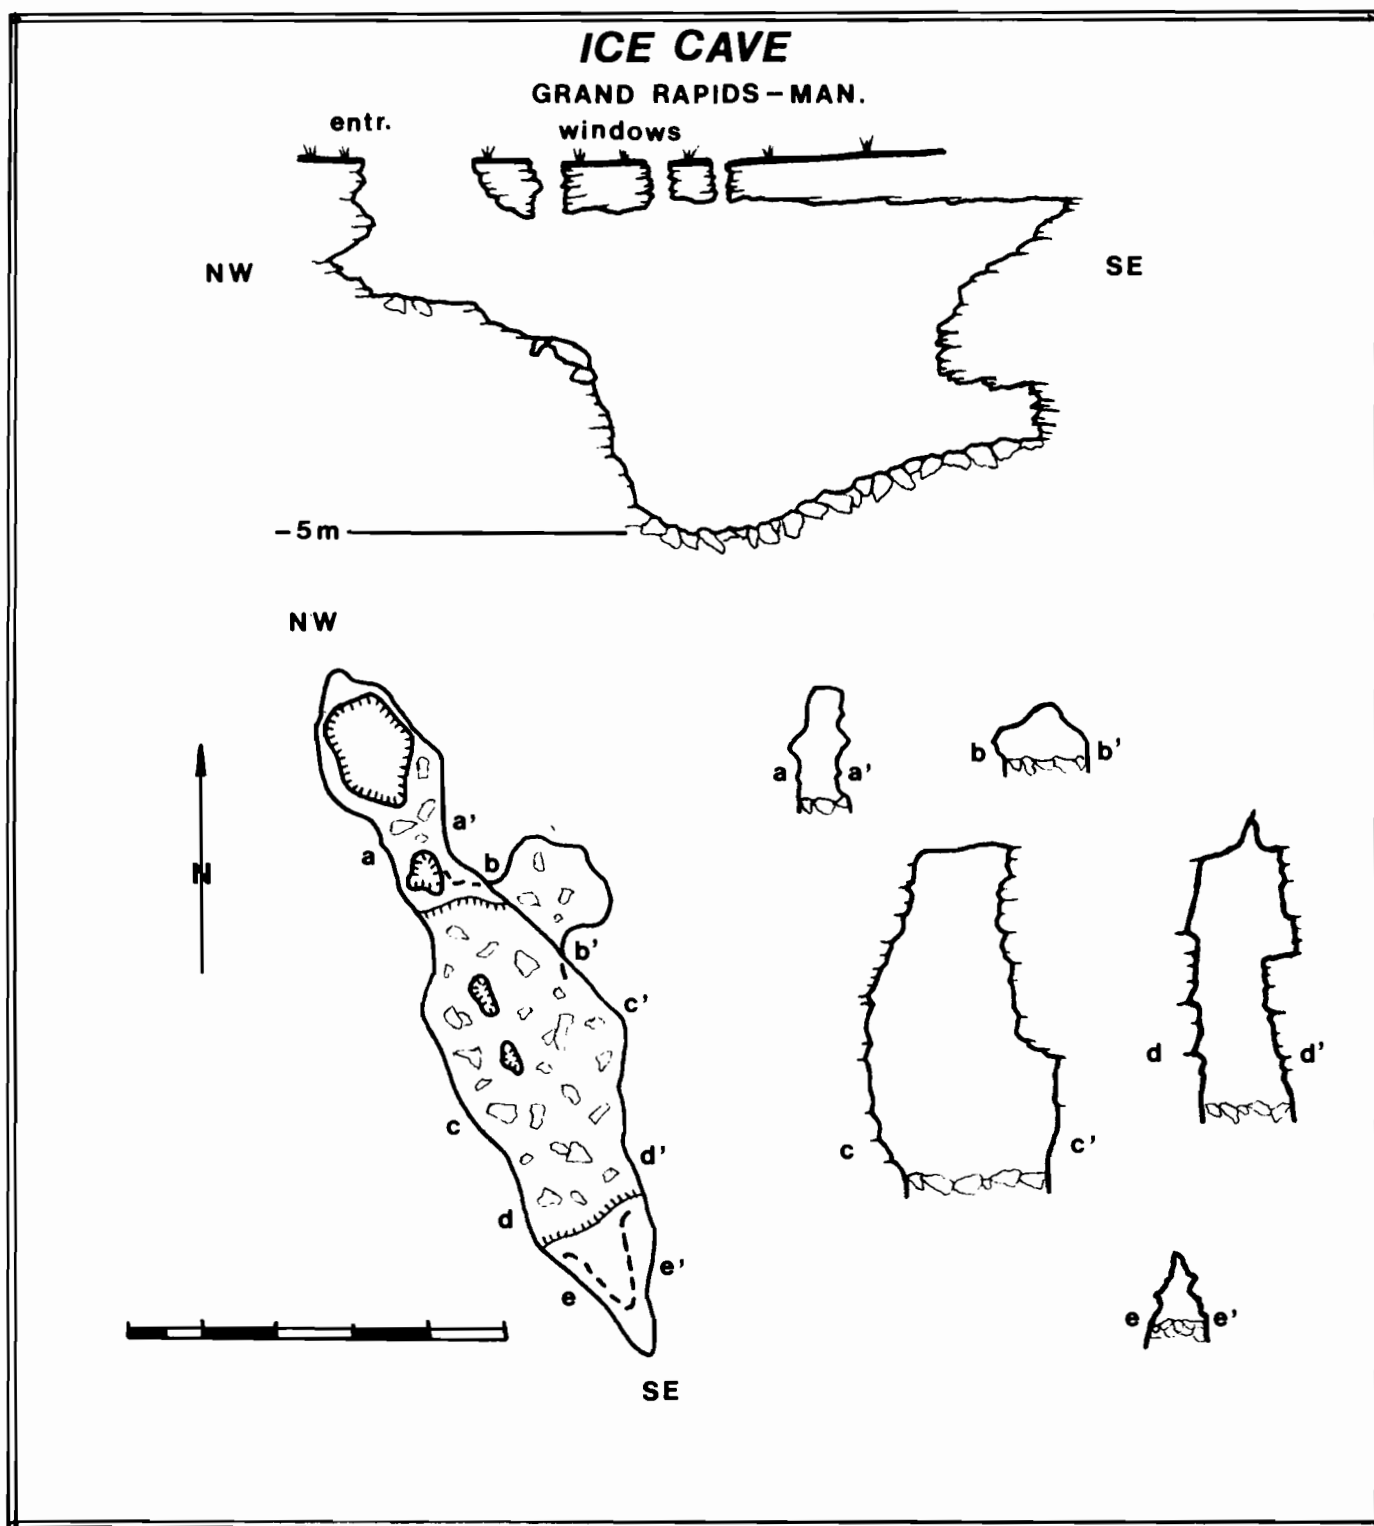 ICE CAVE
GRAND RAPIDS-MAN.
entr.
windows
NW
SE
-5m
NW
a
a'
b
b'
a'
a
b
N
b'
c'
d
d'
c
d'
c
c'
d
e'
e
e
e'
SE